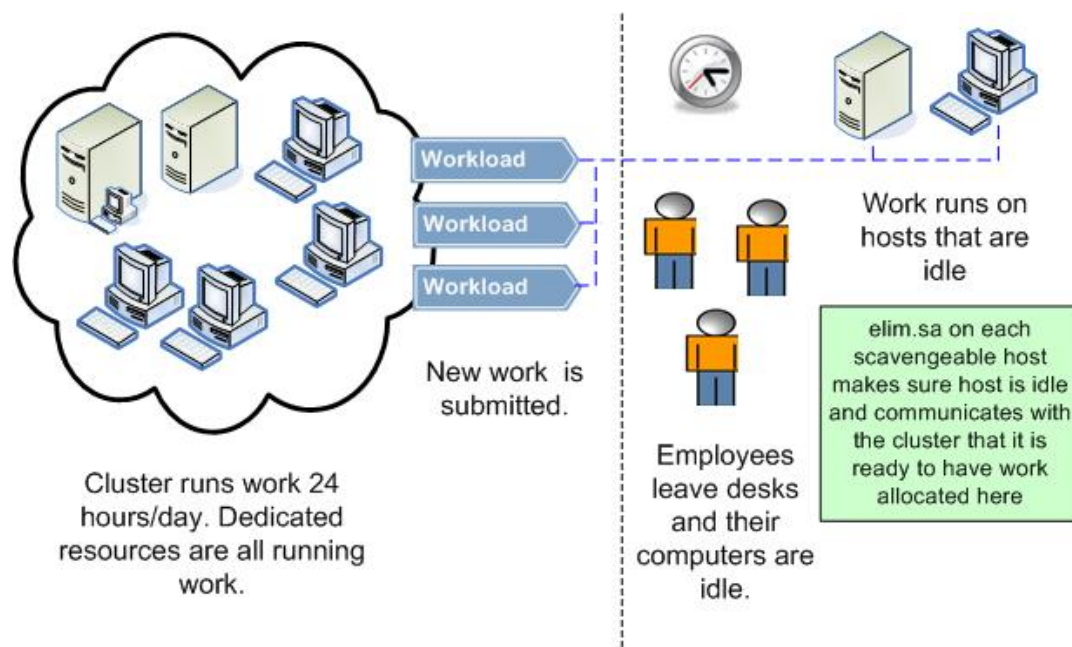 Workload
Workload
Workload
New work is
submitted.
Cluster runs work 24
hours/day. Dedicated
resources are all running
work.
Employees
leave desks
and their
computers are
idle.
Work runs on
hosts that are
idle
elim.sa on each
scavengeable host
makes sure host is idle
and communicates with
the cluster that it is
ready to have work
allocated here